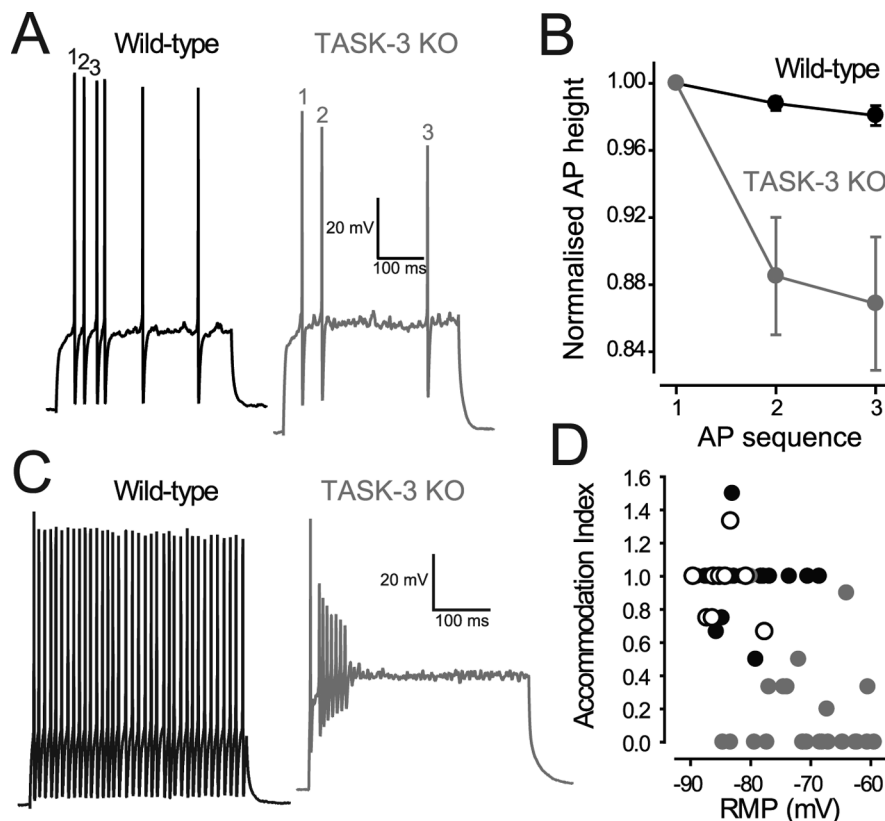 A
Wild-type
TASK-3 KO
1
2
3
1
2
3
20 mV
100 ms
B
Wild-type
TASK-3 KO
Normnalised AP height
1.00
0.96
0.92
0.88
0.84
1 2 3
AP sequence
C
Wild-type
TASK-3 KO
20 mV
100 ms
D
Accommodation Index
1.6
1.4
1.2
1.0
0.8
0.6
0.4
0.2
0.0
-90 -80 -70 -60
RMP (mV)